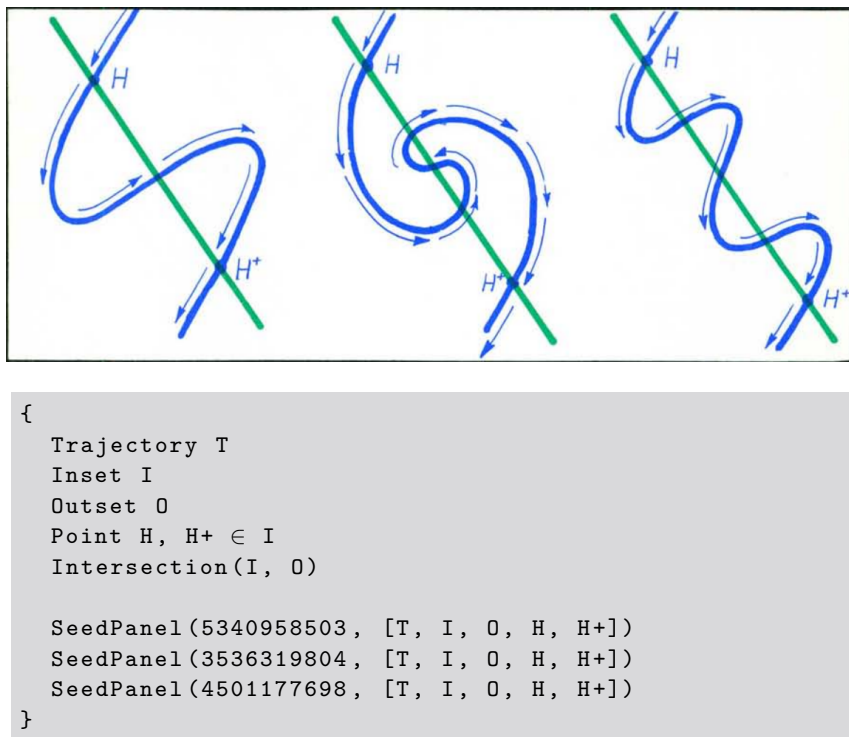 H H H
H+ H+ H+
{
Trajectory T
Inset I
Outset O
Point H, H+ ∈ I
Intersection(I, O)
SeedPanel(5340958503, [T, I, O, H, H+])
SeedPanel(3536319804, [T, I, O, H, H+])
SeedPanel(4501177698, [T, I, O, H, H+])
}